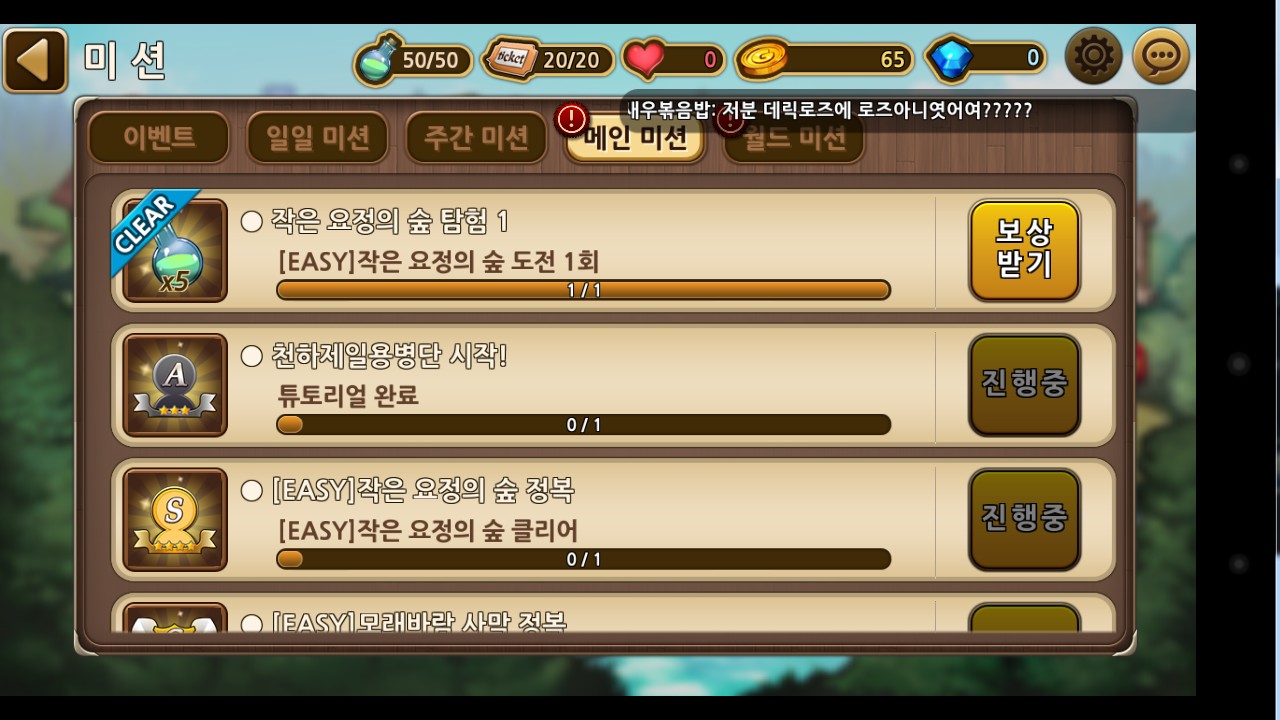 미 션
50/50
ticket
20/20
0
65
0
새우볶음밥: 저분 데릭로즈에 로즈아니엿어여?????
이벤트
일일 미션
주간 미션
메인 미션
월드 미션
CLEAR
x5
작은 요정의 숲 탐험 1
[EASY]작은 요정의 숲 도전 1회
1 / 1
보상
받기
A
천하제일용병단 시작!
튜토리얼 완료
0 / 1
진행중
S
[EASY]작은 요정의 숲 정복
[EASY]작은 요정의 숲 클리어
0 / 1
진행중
[EASY]모래바람 사막 정복